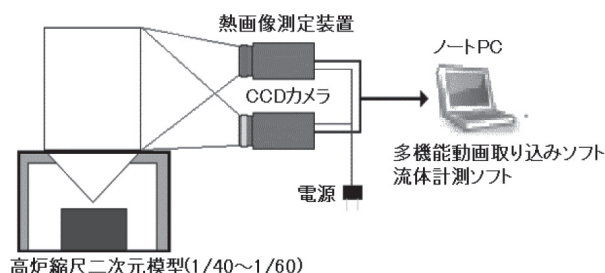 熱画像測定装置
ノートPC
CCDカメラ
多機能動画取り込みソフト
流体計測ソフト
電源
高炉縮尺二次元模型(1/40～1/60)